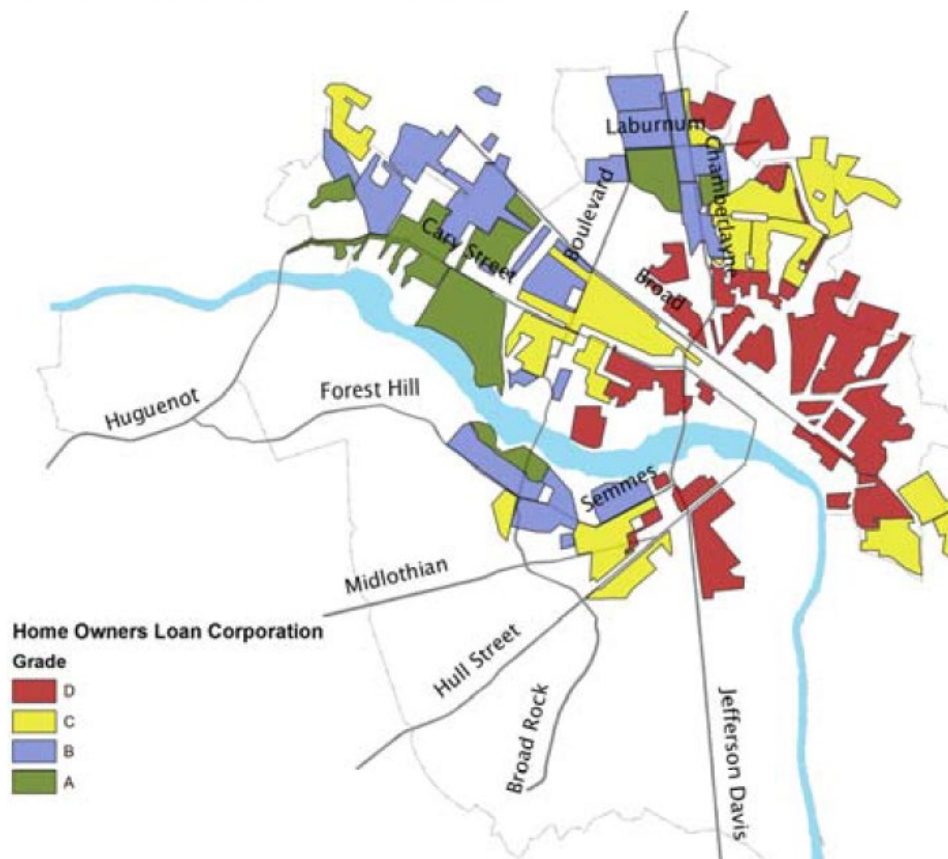 Laburnum
Chamberlayne
Boulevard
Cary Street
Broad
Huguenot
Forest Hill
Semmes
Midlothian
Hull Street
Broad Rock
Jefferson Davis
Home Owners Loan Corporation
Grade
D
C
B
A